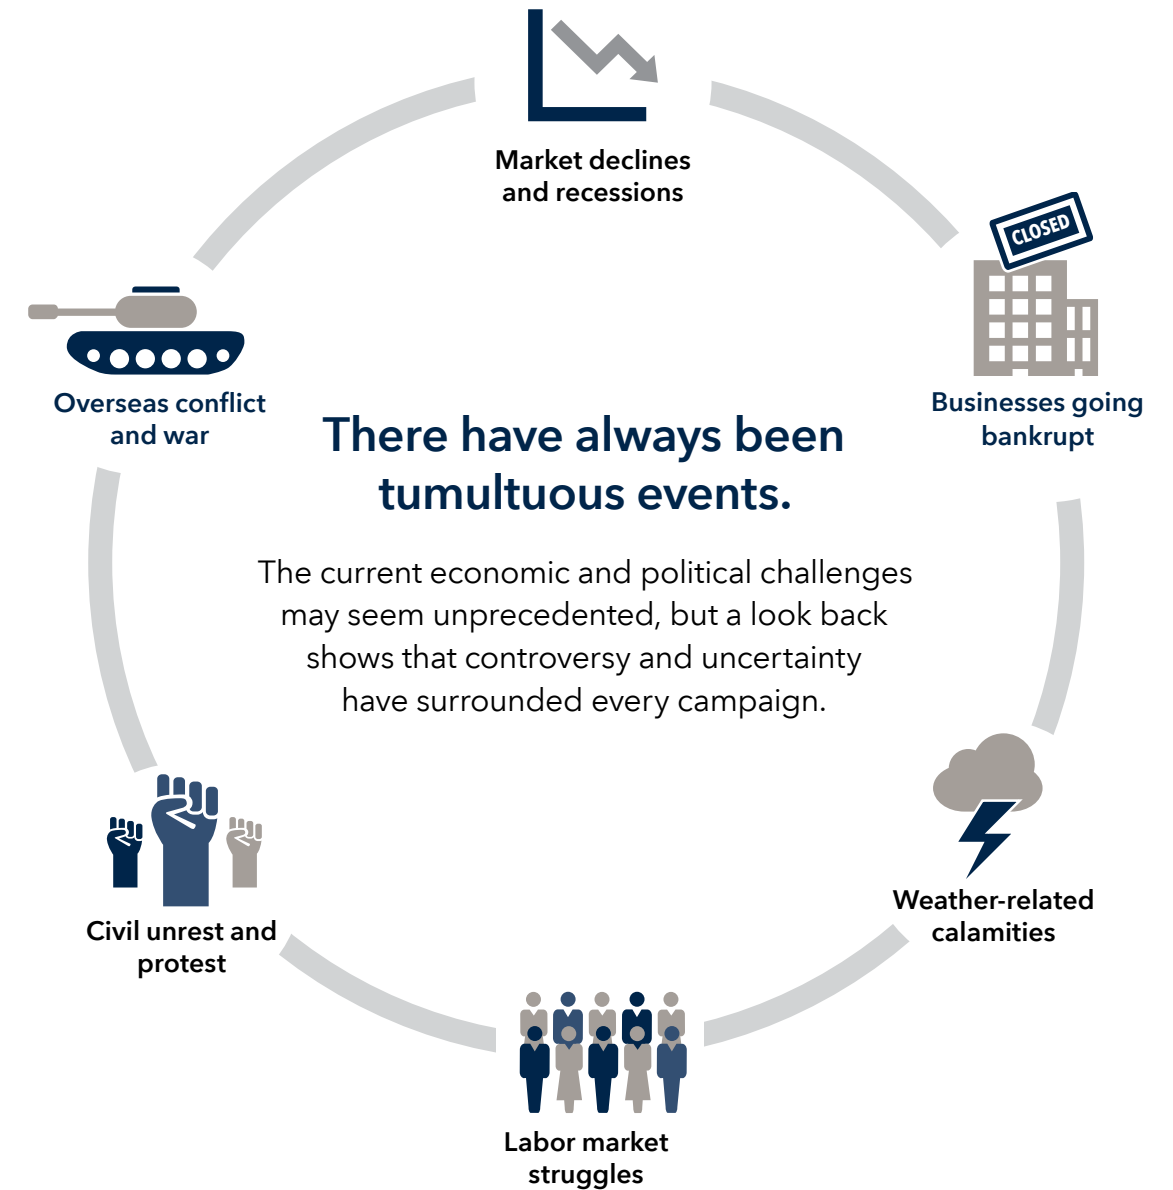 Market declines
and recessions
CLOSED
Businesses going
bankrupt
Overseas conflict
and war
There have always been
tumultuous events.
The current economic and political challenges
may seem unprecedented, but a look back
shows that controversy and uncertainty
have surrounded every campaign.
Weather-related
calamities
Civil unrest and
protest
Labor market
struggles